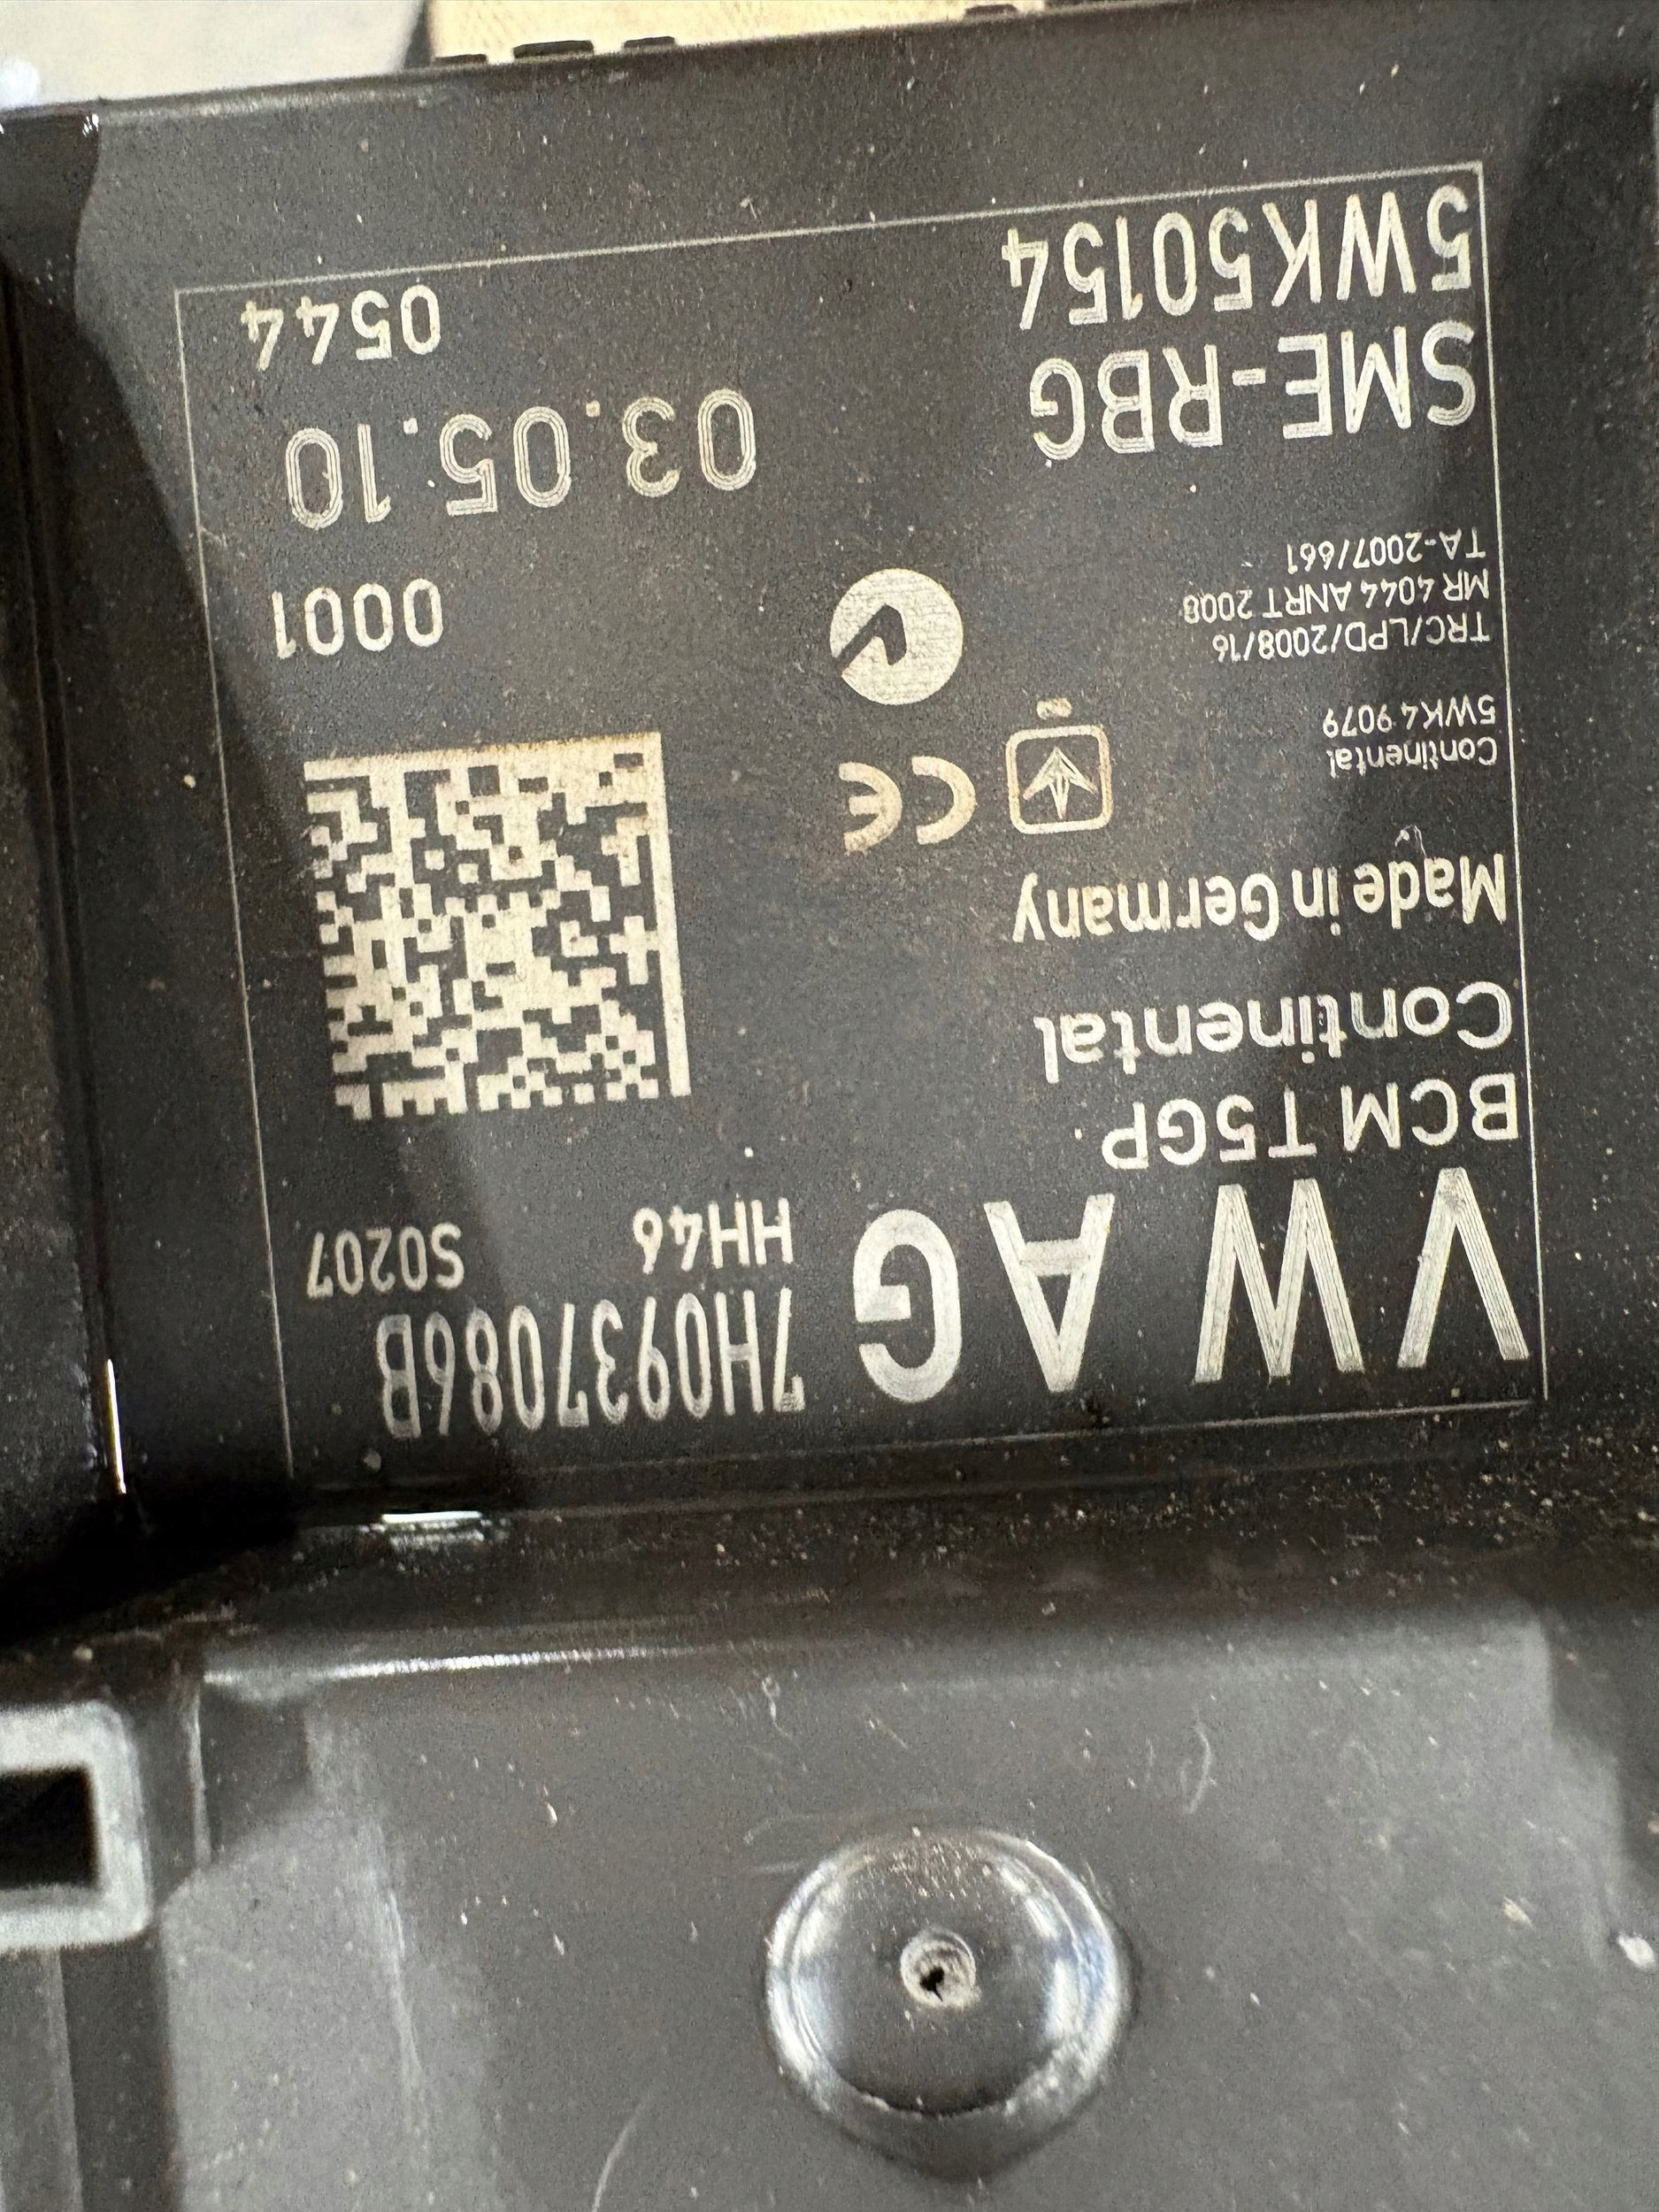 VW AG 7H0937086B
BCM T5GP HH46 S0207
Continental
Made in Germany
Continental
5WK4 9079
CE
TRC/LPD/2008/16
MR 4044 ANRT 2008
TA-2007/661
0001
SME-RBG 03.05.10
5WK50154 0544